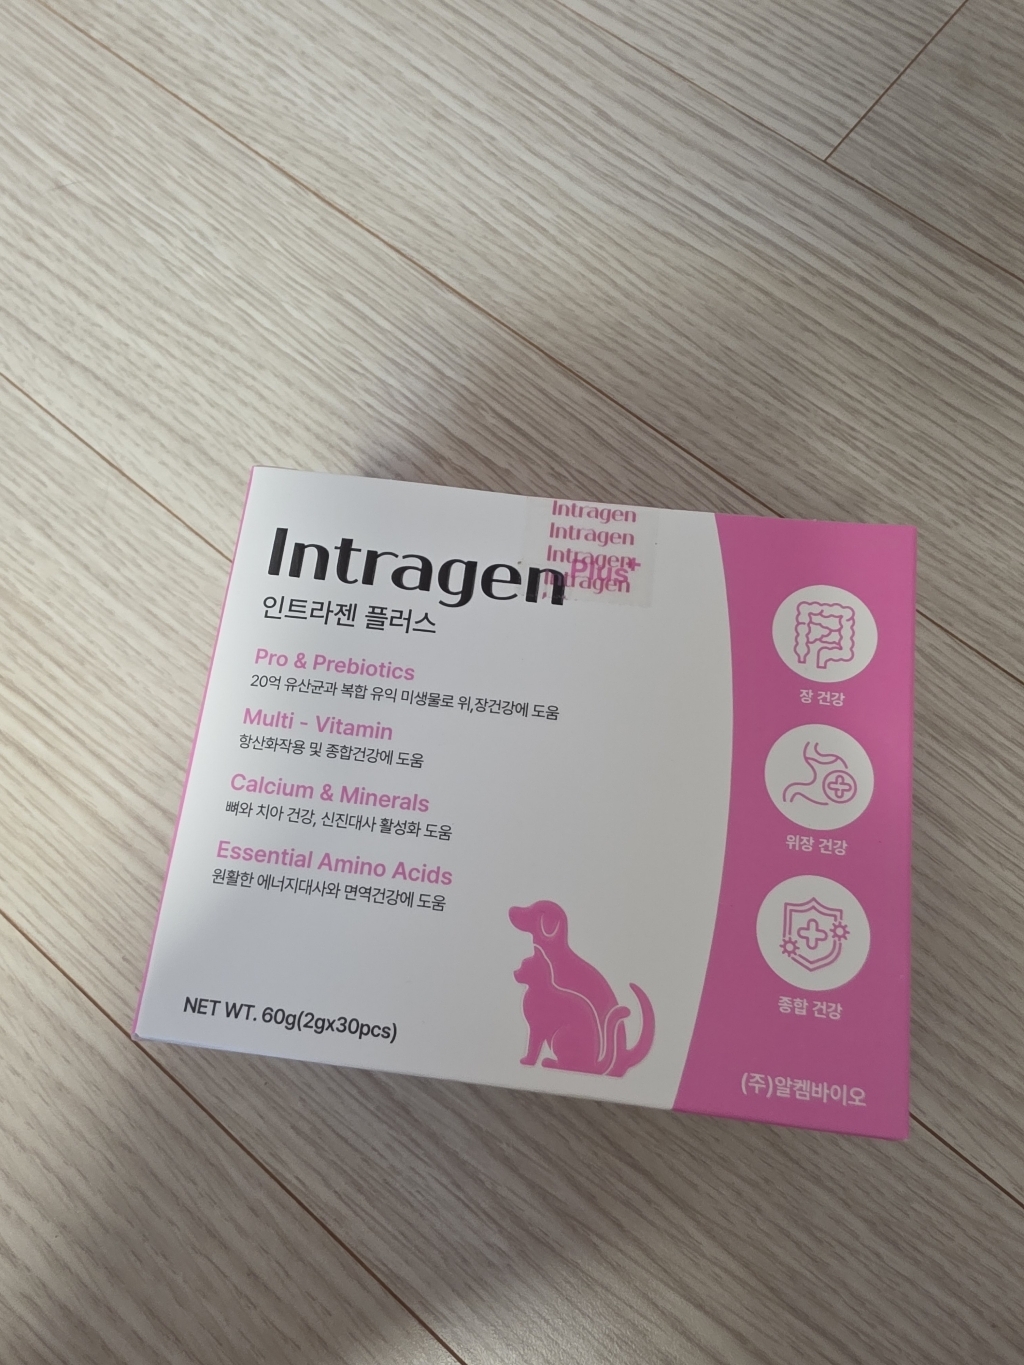 Intragen
Intragen
Intragen
Intragen
Intragen Plus+
인트라젠 플러스
Pro & Prebiotics
20억 유산균과 복합 유익 미생물로 위,장건강에 도움
Multi - Vitamin
항산화작용 및 종합건강에 도움
Calcium & Minerals
뼈와 치아 건강, 신진대사 활성화 도움
Essential Amino Acids
원활한 에너지대사와 면역건강에 도움
NET WT. 60g(2gx30pcs)
장 건강
위장 건강
종합 건강
(주)알켐바이오